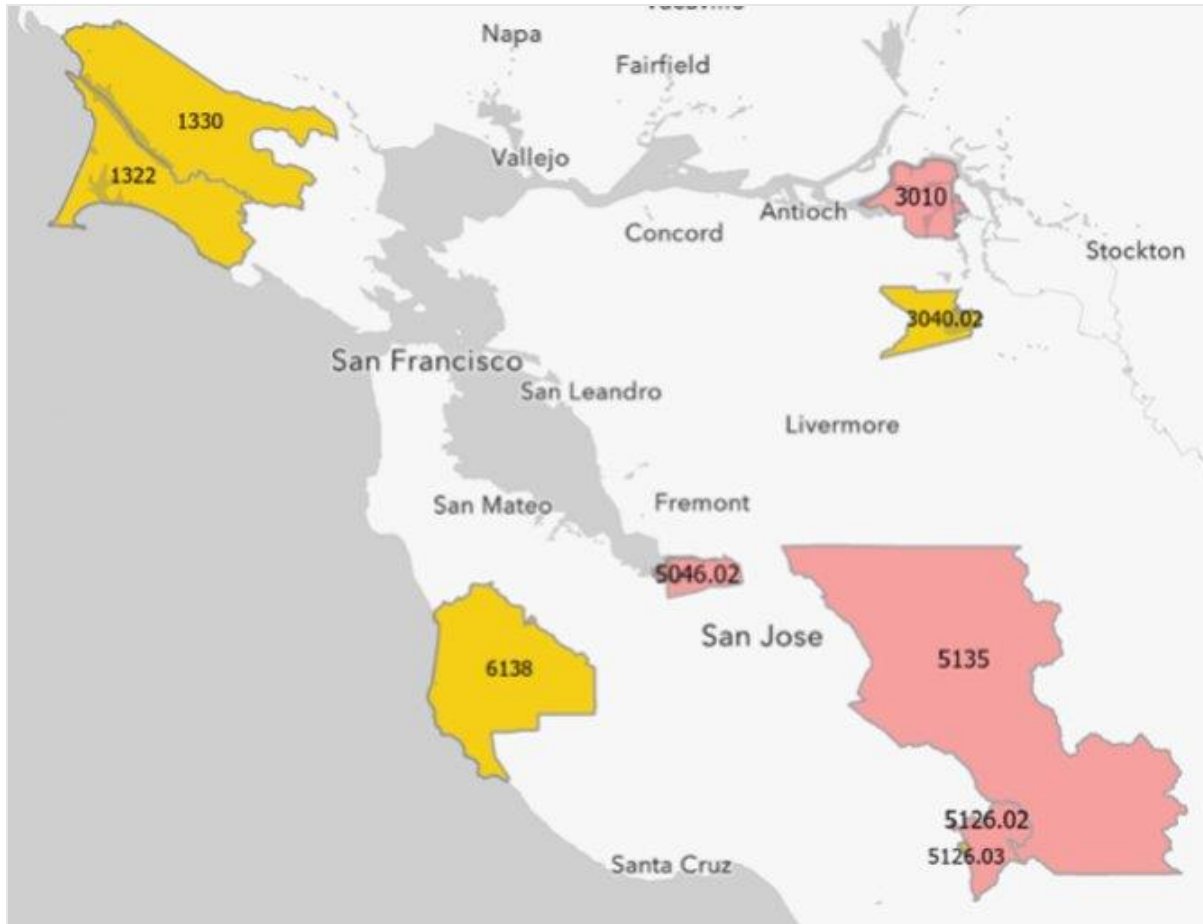 Vacaville
Napa
Fairfield
1330
Vallejo
1322
3010
Antioch
Concord
Stockton
3040.02
San Francisco
San Leandro
Livermore
San Mateo
Fremont
5046.02
San Jose
5135
6138
5126.02
5126.03
Santa Cruz